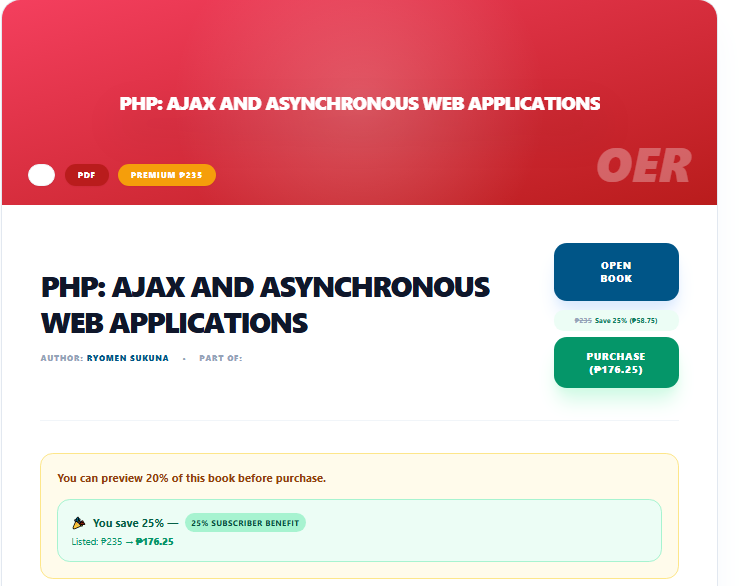 PHP: AJAX AND ASYNCHRONOUS WEB APPLICATIONS
OER
PDF
PREMIUM ₱235
PHP: AJAX AND ASYNCHRONOUS
WEB APPLICATIONS
AUTHOR: RYOMEN SUKUNA • PART OF:
OPEN
BOOK
₱235 Save 25% (₱58.75)
PURCHASE
(₱176.25)
You can preview 20% of this book before purchase.
🎉 You save 25% — 25% SUBSCRIBER BENEFIT
Listed: ₱235 → ₱176.25